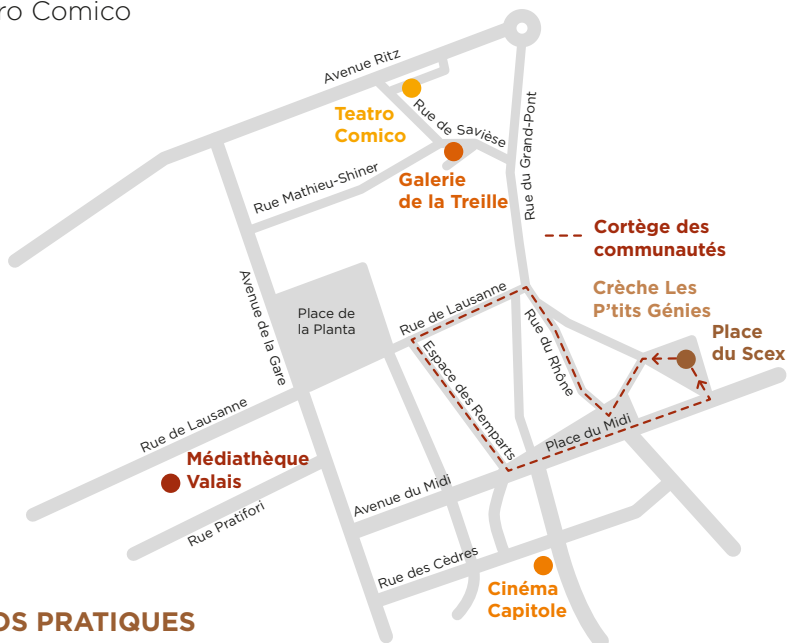 ro Comico
Avenue Ritz
Teatro
Comico
Rue de Savièse
Rue du Grand-Pont
Rue Mathieu-Shiner
Galerie
de la Treille
Cortège des
communautés
Crèche Les
P'tits Génies
Place
du Scex
Avenue de la Gare
Place de
la Planta
Rue de Lausanne
Rue du Rhône
Espace des Remparts
Place du Midi
Rue de Lausanne
Médiathèque
Valais
Rue Pratifori
Avenue du Midi
Rue des Cèdres
Cinéma
Capitole
OS PRATIQUES